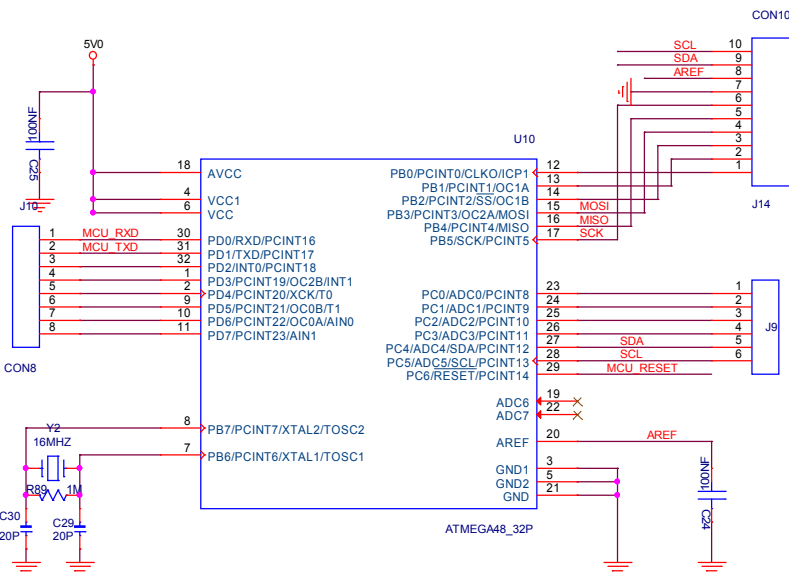 CON10
5V0
SCL 10
SDA 9
AREF 8
7
6
5
4
3
2
1
J14
100NF
C25
U10
18 AVCC
4 VCC1
6 VCC
PB0/PCINT0/CLKO/ICP1 12
PB1/PCINT1/OC1A 13
PB2/PCINT2/SS/OC1B 14
PB3/PCINT3/OC2A/MOSI 15 MOSI
PB4/PCINT4/MISO 16 MISO
PB5/SCK/PCINT5 17 SCK
J10
1 MCU_RXD 30 PD0/RXD/PCINT16
2 MCU_TXD 31 PD1/TXD/PCINT17
3 32 PD2/INT0/PCINT18
4 1 PD3/PCINT19/OC2B/INT1
5 2 PD4/PCINT20/XCK/T0
6 9 PD5/PCINT21/OC0B/T1
7 10 PD6/PCINT22/OC0A/AIN0
8 11 PD7/PCINT23/AIN1
CON8
PC0/ADC0/PCINT8 23 1
PC1/ADC1/PCINT9 24 2
PC2/ADC2/PCINT10 25 3
PC3/ADC3/PCINT11 26 4
PC4/ADC4/SDA/PCINT12 27 SDA 5
PC5/ADC5/SCL/PCINT13 28 SCL 6
PC6/RESET/PCINT14 29 MCU_RESET
J9
ADC6 19
ADC7 22
AREF 20 AREF
GND1 3
GND2 5
GND 21
100NF
C24
8 PB7/PCINT7/XTAL2/TOSC2
7 PB6/PCINT6/XTAL1/TOSC1
Y2
16MHZ
R89 1M
C30
20P
C29
20P
ATMEGA48_32P